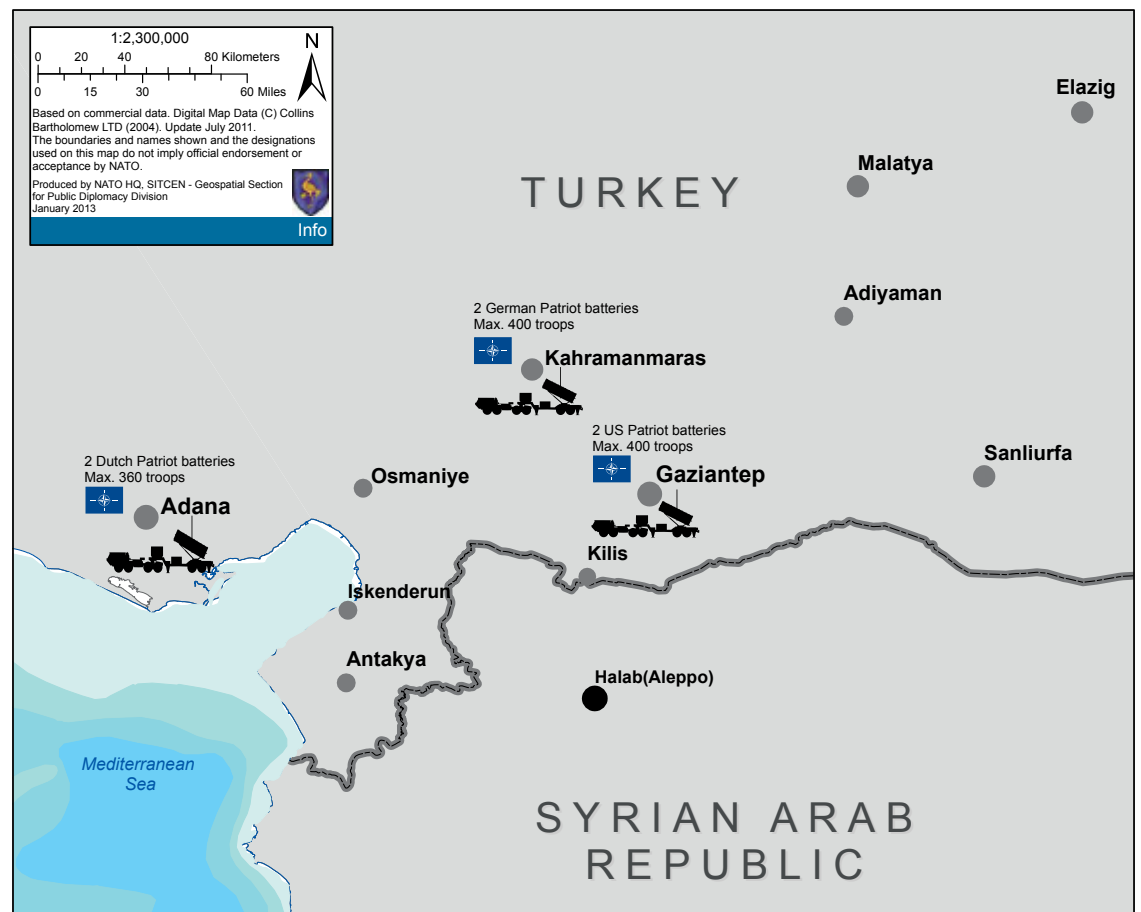 1:2,300,000
N
0 20 40 80 Kilometers
0 15 30 60 Miles
Based on commercial data. Digital Map Data (C) Collins
Bartholomew LTD (2004). Update July 2011.
The boundaries and names shown and the designations
used on this map do not imply official endorsement or
acceptance by NATO.
Produced by NATO HQ, SITCEN - Geospatial Section
for Public Diplomacy Division
January 2013
Info
Elazig
Malatya
TURKEY
Adiyaman
2 German Patriot batteries
Max. 400 troops
Kahramanmaras
2 US Patriot batteries
Max. 400 troops
Gaziantep
Sanliurfa
2 Dutch Patriot batteries
Max. 360 troops
Adana
Osmaniye
Kilis
Iskenderun
Antakya
Halab(Aleppo)
Mediterranean
Sea
SYRIAN ARAB
REPUBLIC